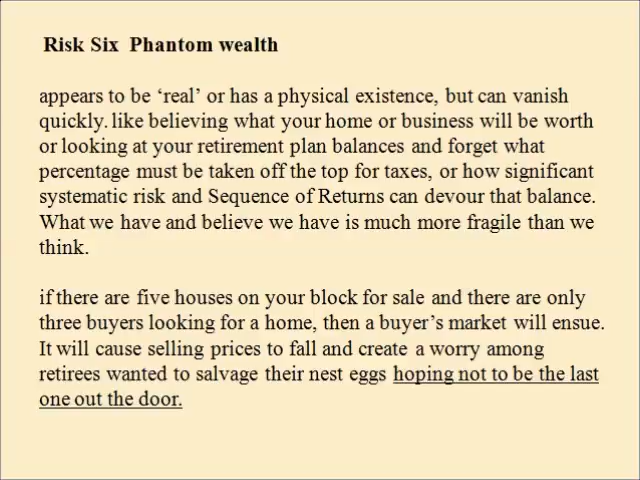 Risk Six  Phantom wealth
appears to be ‘real’ or has a physical existence, but can vanish
quickly. like believing what your home or business will be worth
or looking at your retirement plan balances and forget what
percentage must be taken off the top for taxes, or how significant
systematic risk and Sequence of Returns can devour that balance.
What we have and believe we have is much more fragile than we
think.
if there are five houses on your block for sale and there are only
three buyers looking for a home, then a buyer’s market will ensue.
It will cause selling prices to fall and create a worry among
retirees wanted to salvage their nest eggs hoping not to be the last
one out the door.